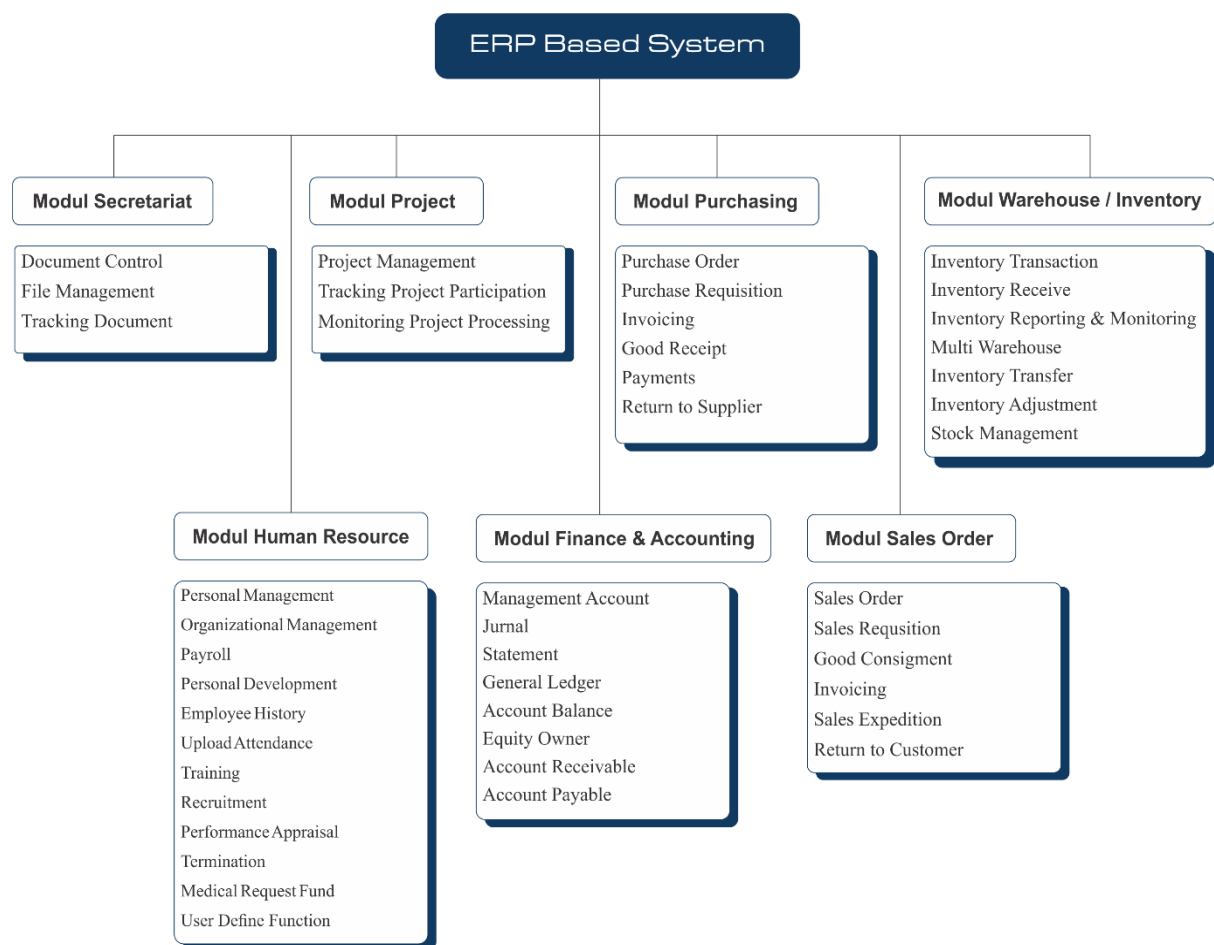 ERP Based System
Modul Secretariat
Document Control
File Management
Tracking Document
Modul Project
Project Management
Tracking Project Participation
Monitoring Project Processing
Modul Purchasing
Purchase Order
Purchase Requisition
Invoicing
Good Receipt
Payments
Return to Supplier
Modul Warehouse / Inventory
Inventory Transaction
Inventory Receive
Inventory Reporting & Monitoring
Multi Warehouse
Inventory Transfer
Inventory Adjustment
Stock Management
Modul Human Resource
Personal Management
Organizational Management
Payroll
Personal Development
Employee History
Upload Attendance
Training
Recruitment
Performance Appraisal
Termination
Medical Request Fund
User Define Function
Modul Finance & Accounting
Management Account
Jurnal
Statement
General Ledger
Account Balance
Equity Owner
Account Receivable
Account Payable
Modul Sales Order
Sales Order
Sales Requsition
Good Consigment
Invoicing
Sales Expedition
Return to Customer